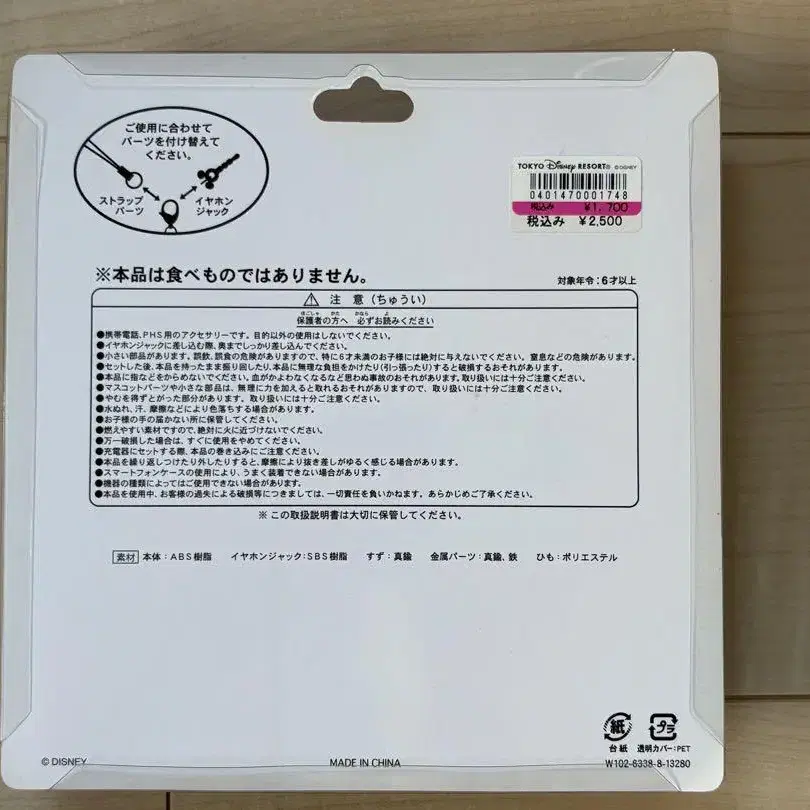 ご使用に合わせて
パーツを付け替えて
ください。
ストラップ
パーツ
イヤホン
ジャック
TOKYO Disney RESORT® ©DISNEY
0401470001748
税込み ¥1,700
税込み ¥2,500
※本品は食べものではありません。
対象年令:6才以上
注 意(ちゅうい)
保護者の方へ 必ずお読みください
ほごしゃ かた かなら よ
●携帯電話、PHS用のアクセサリーです。目的以外の使用はしないでください。
●イヤホンジャックに差し込む際、奥までしっかり差し込んでください。
●小さい部品があります。誤飲、誤食の危険がありますので、特に6才未満のお子様には絶対に与えないでください。窒息などの危険があります。
●セットした後、本品を持ったまま振り回したり、本品に無理な負担をかけたり(引っ張ったり)すると破損するおそれがあります。
●本品に指などをからめないでください。血がかよわなくなるなど思わぬ事故のおそれがあります。取り扱いには十分ご注意ください。
●マスコットパーツや小さな部品は、無理に力を加えると取れるおそれがありますので、取り扱いには十分ご注意ください。
●やむを得ずとがった部分があります。取り扱いには十分ご注意ください。
●水ぬれ、汗、摩擦などにより色落ちする場合があります。
●お子様の手の届かない所に保管してください。
●燃えやすい素材ですので、絶対に火に近づけないでください。
●万一破損した場合は、すぐに使用をやめてください。
●充電器にセットする際、本品の巻き込みにご注意ください。
●本品を繰り返しつけたり外したりすると、摩擦により抜き差しがゆるく感じる場合があります。
●スマートフォンケースの使用により、うまく装着できない場合があります。
●機器の種類によってはご使用できない場合があります。
●本品を使用中、お客様の過失による破損等につきましては、一切責任を負いかねます。あらかじめご了承ください。
※この取扱説明書は大切に保管してください。
素材 本体:ABS樹脂 イヤホンジャック:SBS樹脂 すず:真鍮 金属パーツ:真鍮、鉄 ひも:ポリエステル
紙
台紙
プラ
透明カバー:PET
© DISNEY
MADE IN CHINA
W102-6338-8-13280